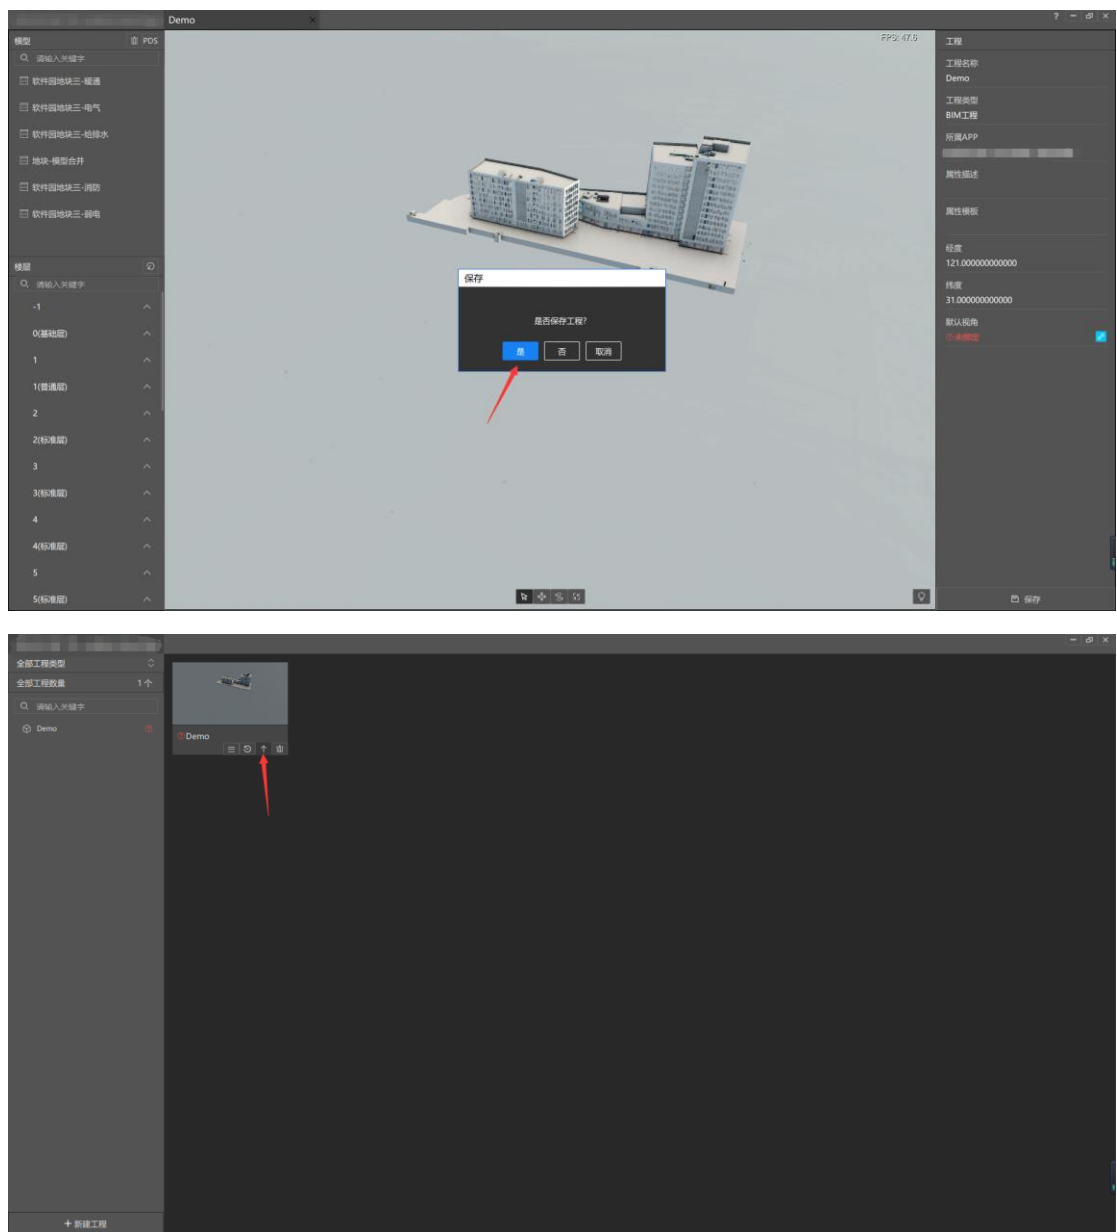 Demo ×
模型 PDS
请输入关键字
软件园地块三-暖通
软件园地块三-电气
软件园地块三-给排水
地块-模型合并
软件园地块三-消防
软件园地块三-弱电
楼层
请输入关键字
-1
0(基础层)
1
1(普通层)
2
2(标准层)
3
3(标准层)
4
4(标准层)
5
5(标准层)
FPS: 47.6
保存
是否保存工程?
是 否 取消
?
工程
工程名称
Demo
工程类型
BIM工程
所属APP
属性描述
属性模板
经度
121.000000000000
纬度
31.000000000000
默认视角
未绑定
保存
全部工程类型
全部工程数量 1个
请输入关键字
Demo
Demo
+ 新建工程